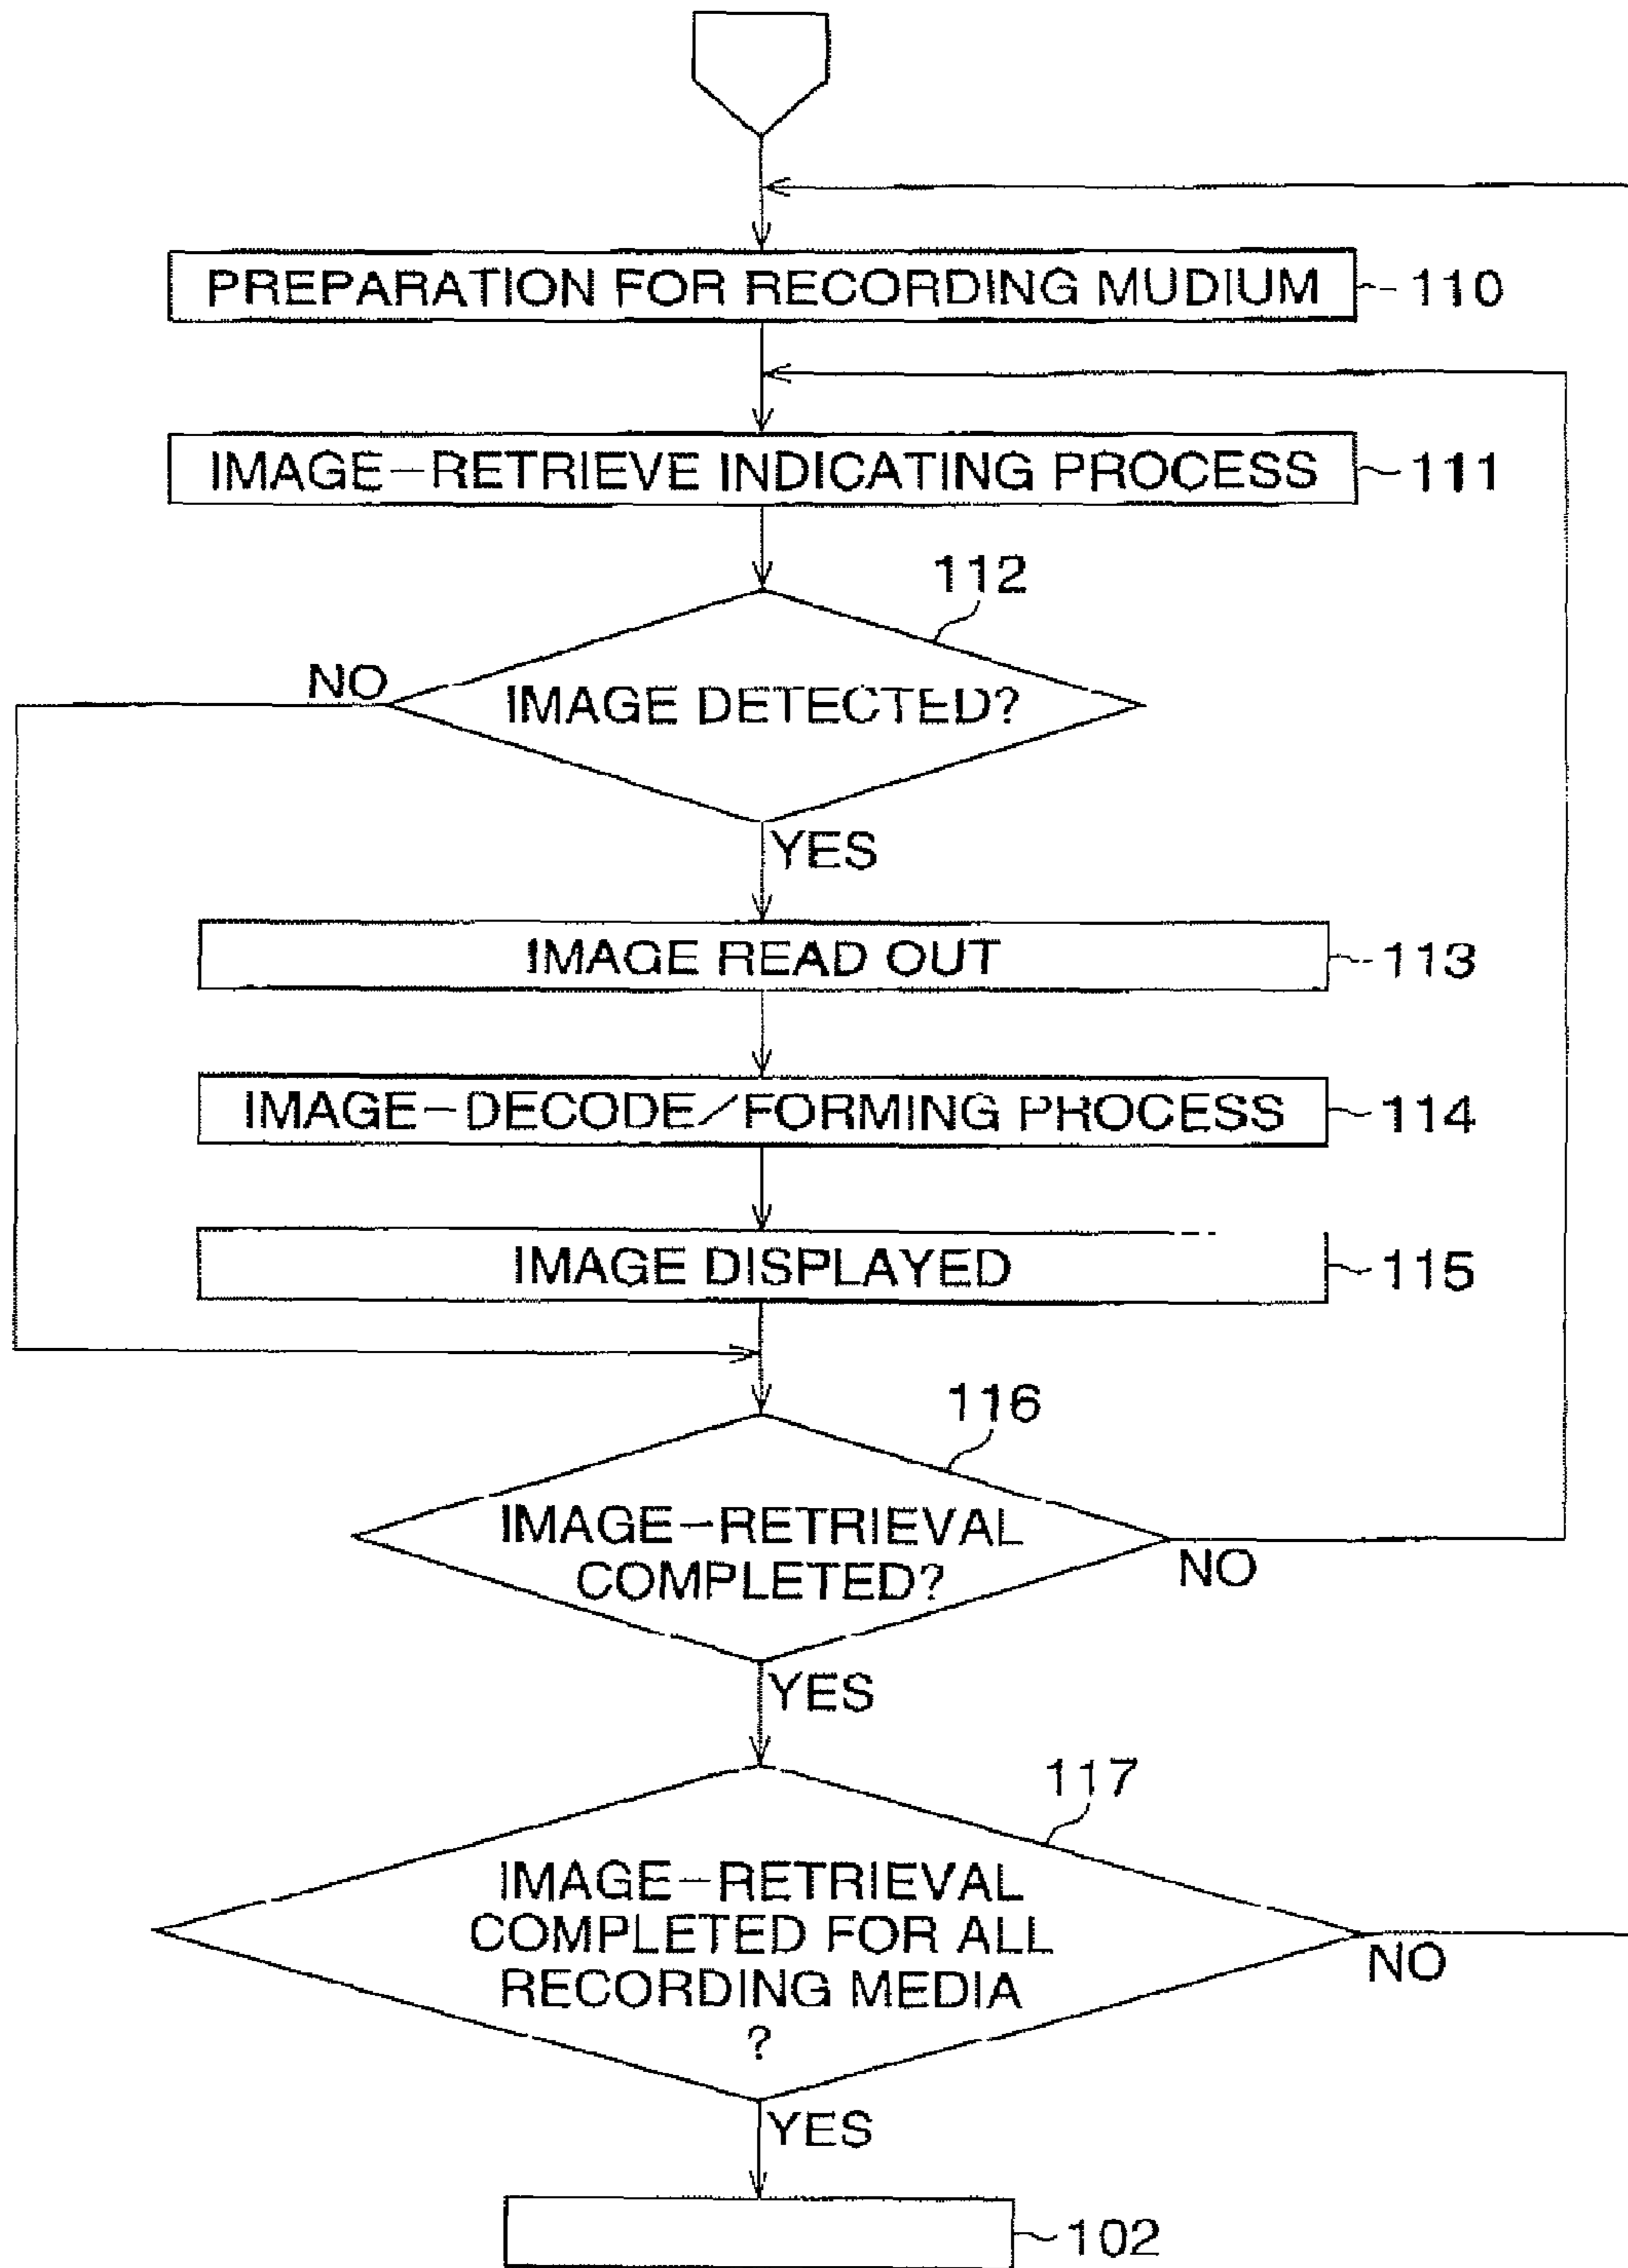 PREPARATION FOR RECORDING MUDIUM 110
IMAGE-RETRIEVE INDICATING PROCESS 111
112
NO
IMAGE DETECTED?
YES
IMAGE READ OUT 113
IMAGE-DECODE/FORMING PROCESS 114
IMAGE DISPLAYED 115
116
IMAGE-RETRIEVAL
COMPLETED?
NO
YES
117
IMAGE-RETRIEVAL
COMPLETED FOR ALL
RECORDING MEDIA
?
NO
YES
102